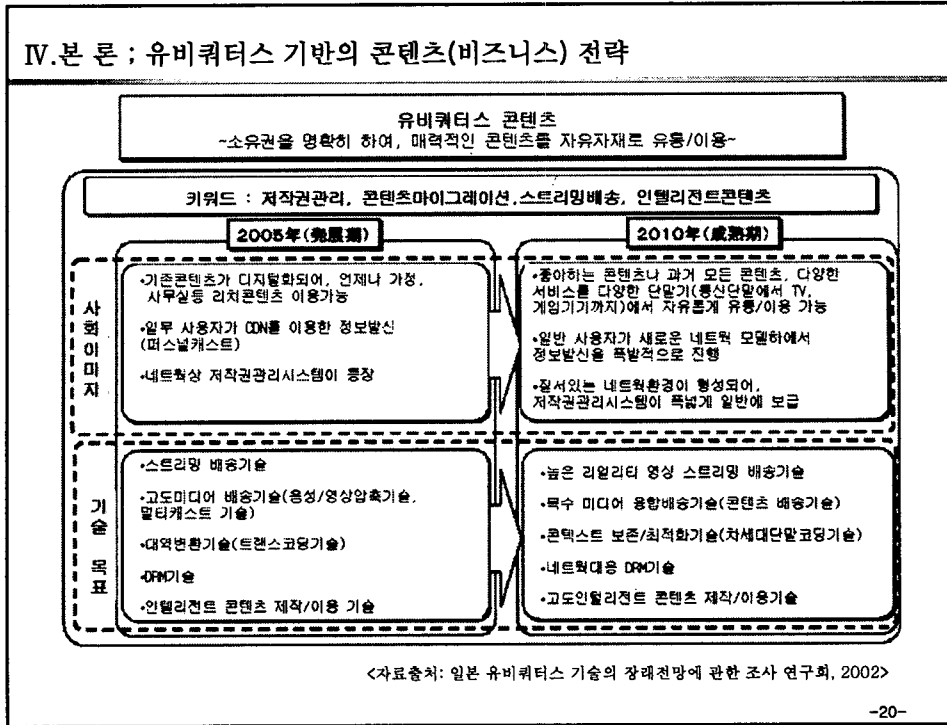 Ⅳ.본 론 ; 유비쿼터스 기반의 콘텐츠(비즈니스) 전략
유비쿼터스 콘텐츠
~소유권을 명확히 하여, 매력적인 콘텐츠를 자유자재로 유통/이용~
키워드 : 저작권관리, 콘텐츠마이그레이션,스트리밍배송, 인텔리전트콘텐츠
2005年(発展期)
2010年(成熟期)
사회이미지
•기존콘텐츠가 디지털화되어, 언제나 가정,
사무실등 리치콘텐츠 이용가능
•일부 사용자가 CDN를 이용한 정보발신
(퍼스널캐스트)
•네트웍상 저작권관리시스템이 등장
•좋아하는 콘텐츠나 과거 모든 콘텐츠, 다양한
서비스를 다양한 단말기(통신단말에서 TV,
게임기기까지)에서 자유롭게 유통/이용 가능
•일반 사용자가 새로운 네트웍 모델하에서
정보발신을 폭발적으로 진행
•질서있는 네트웍환경이 형성되어,
저작권관리시스템이 폭넓게 일반에 보급
기술 목표
•스트리밍 배송기술
•고도미디어 배송기술(음성/영상압축기술,
멀티캐스트 기술)
•대역변환기술(트랜스코딩기술)
•DRM기술
•인텔리전트 콘텐츠 제작/이용 기술
•높은 리얼리티 영상 스트리밍 배송기술
•복수 미디어 융합배송기술(콘텐츠 배송기술)
•콘텍스트 보존/최적화기술(차세대단말코딩기술)
•네트웍대응 DRM기술
•고도인털리전트 콘텐츠 제작/이용기술
<자료출처: 일본 유비쿼터스 기술의 장래전망에 관한 조사 연구회, 2002>
-20-